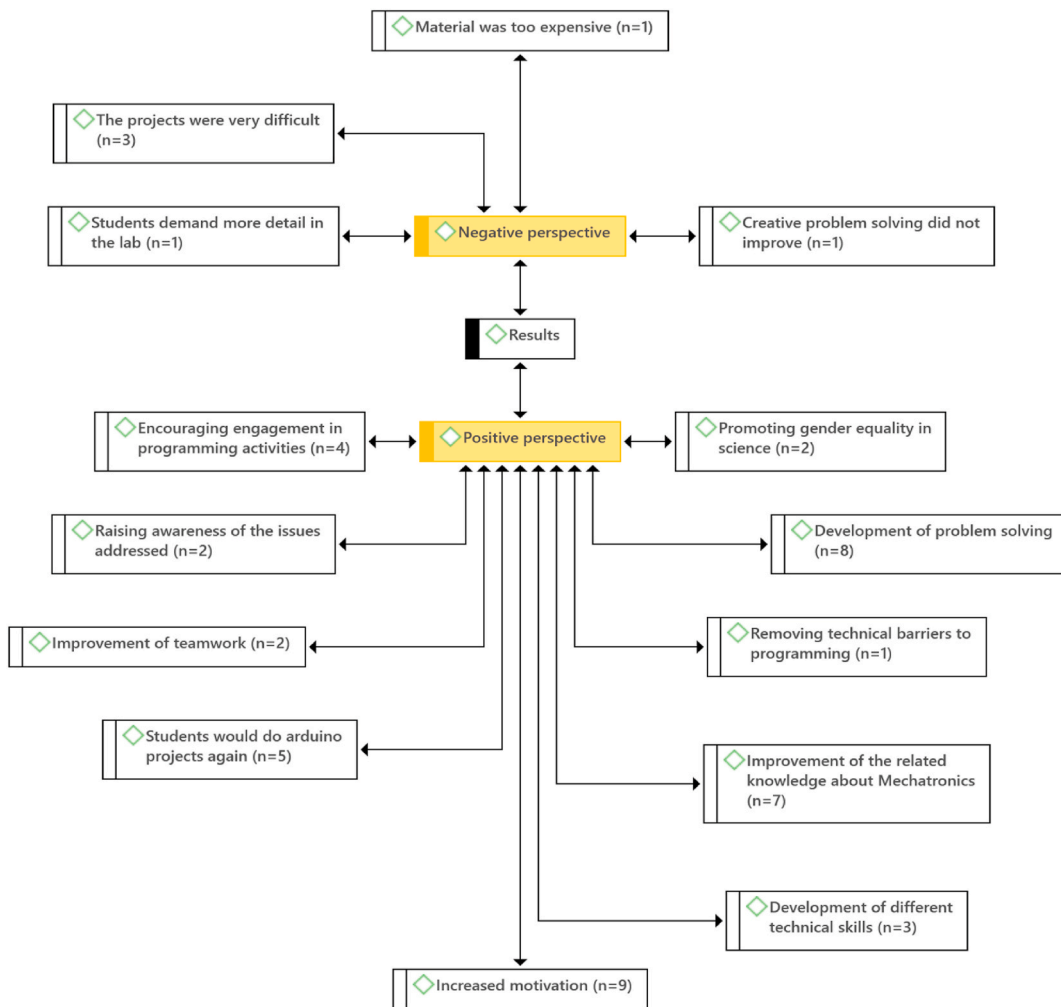 Material was too expensive (n=1)
The projects were very difficult
(n=3)
Students demand more detail in
the lab (n=1)
Negative perspective
Creative problem solving did not
improve (n=1)
Results
Encouraging engagement in
programming activities (n=4)
Positive perspective
Promoting gender equality in
science (n=2)
Raising awareness of the issues
addressed (n=2)
Development of problem solving
(n=8)
Improvement of teamwork (n=2)
Removing technical barriers to
programming (n=1)
Students would do arduino
projects again (n=5)
Improvement of the related
knowledge about Mechatronics
(n=7)
Development of different
technical skills (n=3)
Increased motivation (n=9)